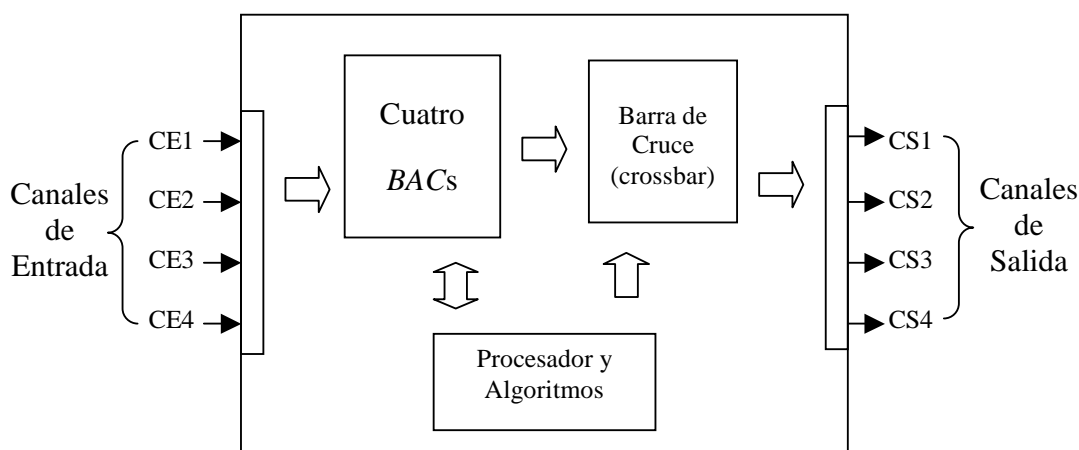 Canales
de
Entrada
CE1
CE2
CE3
CE4
Cuatro
BACs
Barra de
Cruce
(crossbar)
Procesador y
Algoritmos
CS1
CS2
CS3
CS4
Canales
de
Salida